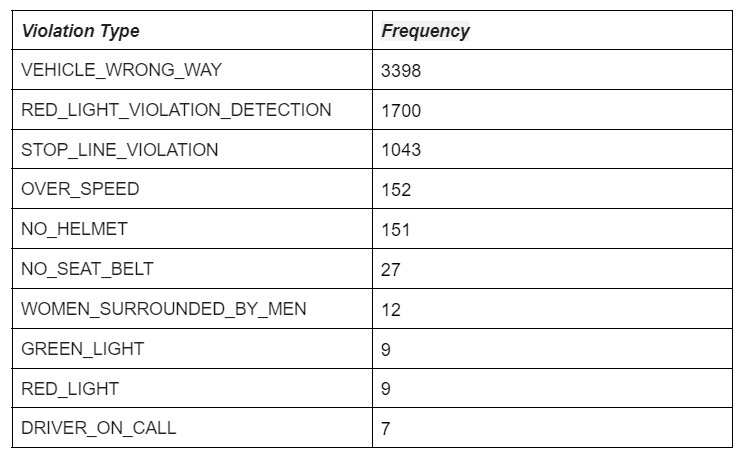 Violation Type Frequency
VEHICLE_WRONG_WAY 3398
RED_LIGHT_VIOLATION_DETECTION 1700
STOP_LINE_VIOLATION 1043
OVER_SPEED 152
NO_HELMET 151
NO_SEAT_BELT 27
WOMEN_SURROUNDED_BY_MEN 12
GREEN_LIGHT 9
RED_LIGHT 9
DRIVER_ON_CALL 7